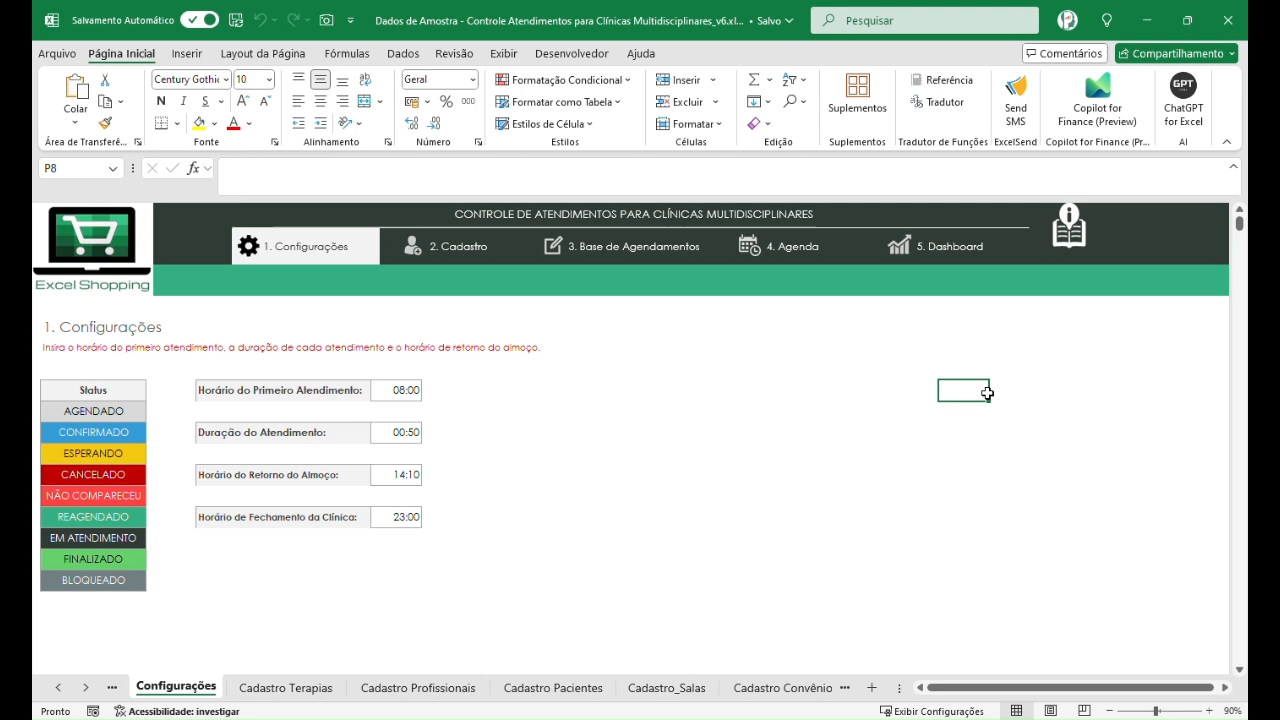 Salvamento Automático
Dados de Amostra - Controle Atendimentos para Clínicas Multidisciplinares_v6.xl... • Salvo
Pesquisar
Arquivo Página Inicial Inserir Layout da Página Fórmulas Dados Revisão Exibir Desenvolvedor Ajuda
Comentários Compartilhamento
Colar
Área de Transferê...
Century Gothic 10
N I S
Fonte
Alinhamento
Geral
% 000
Número
Formatação Condicional
Formatar como Tabela
Estilos de Célula
Estilos
Inserir
Excluir
Formatar
Células
Edição
Suplementos
Suplementos
Referência
Tradutor
Tradutor de Funções
Send SMS
ExcelSend
Copilot for Finance (Preview)
Copilot for Finance (Pr...
GPT
ChatGPT for Excel
AI
P8
fx
CONTROLE DE ATENDIMENTOS PARA CLÍNICAS MULTIDISCIPLINARES
1. Configurações 2. Cadastro 3. Base de Agendamentos 4. Agenda 5. Dashboard
Excel Shopping
1. Configurações
Insira o horário do primeiro atendimento, a duração de cada atendimento e o horário de retorno do almoço.
Status
AGENDADO
CONFIRMADO
ESPERANDO
CANCELADO
NÃO COMPARECEU
REAGENDADO
EM ATENDIMENTO
FINALIZADO
BLOQUEADO
Horário do Primeiro Atendimento: 08:00
Duração do Atendimento: 00:50
Horário do Retorno do Almoço: 14:10
Horário de Fechamento da Clínica: 23:00
Configurações Cadastro Terapias Cadastro Profissionais Cadastro Pacientes Cadastro_Salas Cadastro Convênio
Pronto Acessibilidade: investigar Exibir Configurações 90%